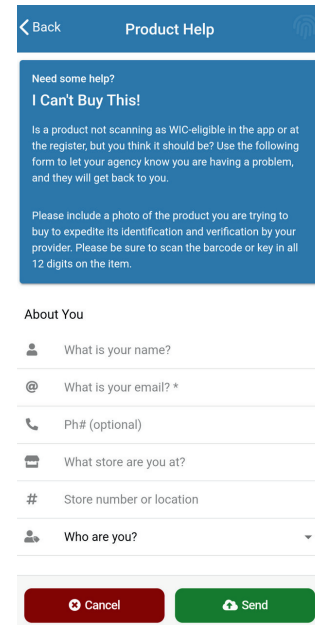 Back
Product Help
Need some help?
I Can't Buy This!
Is a product not scanning as WIC-eligible in the app or at
the register, but you think it should be? Use the following
form to let your agency know you are having a problem,
and they will get back to you.
Please include a photo of the product you are trying to
buy to expedite its identification and verification by your
provider. Please be sure to scan the barcode or key in all
12 digits on the item.
About You
What is your name?
@ What is your email? *
Ph# (optional)
What store are you at?
# Store number or location
Who are you?
Cancel
Send